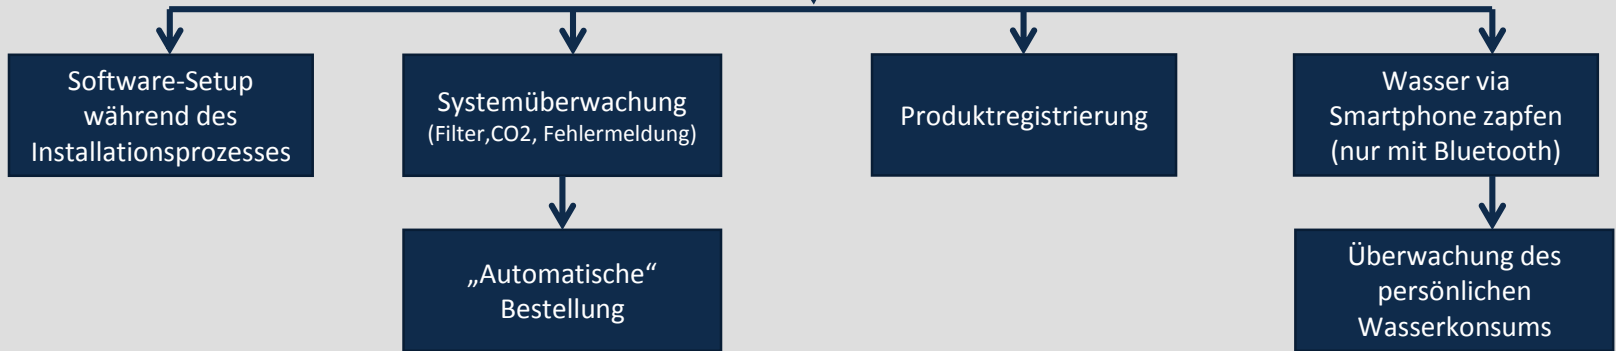 Software-Setup
während des
Installationsprozesses
Systemüberwachung
(Filter,CO2, Fehlermeldung)
Produktregistrierung
Wasser via
Smartphone zapfen
(nur mit Bluetooth)
„Automatische“
Bestellung
Überwachung des
persönlichen
Wasserkonsums